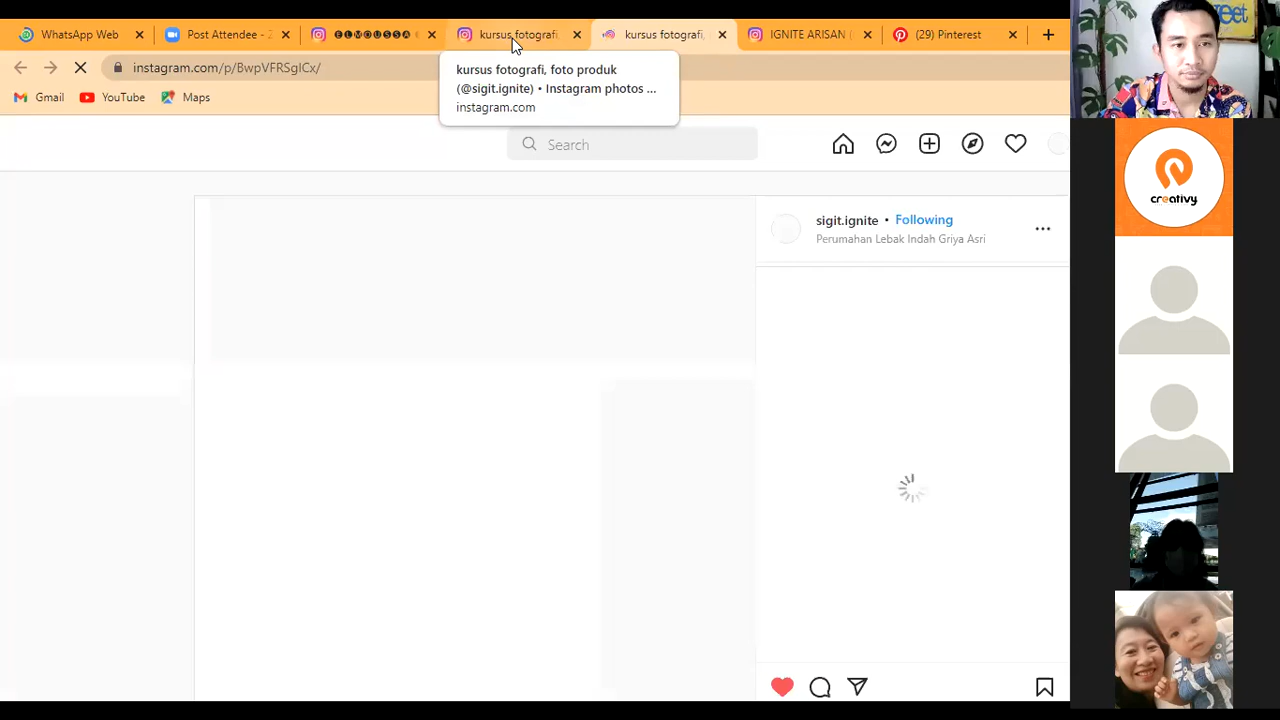 WhatsApp Web
Post Attendee - Z
🅔🅛🅜🅞🅤🅢🅢🅐
kursus fotografi,
kursus fotografi,
IGNITE ARISAN (
(29) Pinterest
instagram.com/p/BwpVFRSglCx/
Gmail
YouTube
Maps
kursus fotografi, foto produk
(@sigit.ignite) • Instagram photos ...
instagram.com
Search
sigit.ignite • Following
Perumahan Lebak Indah Griya Asri
creativy